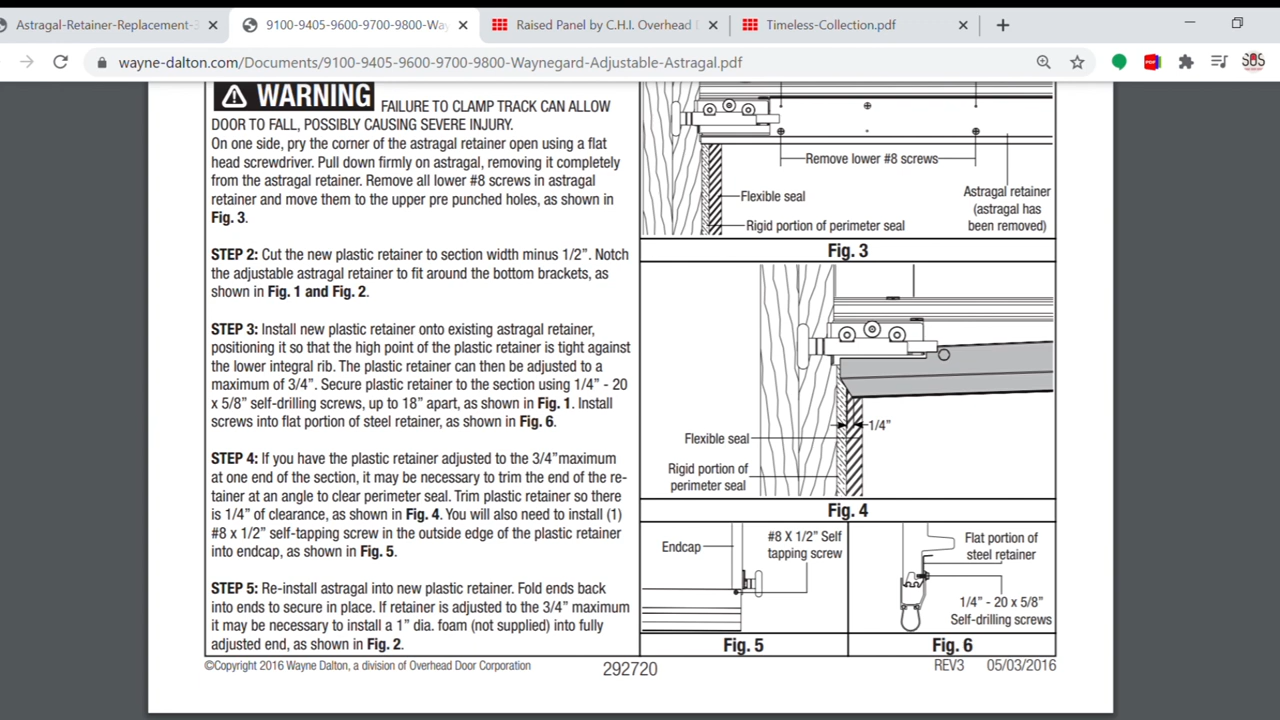 Astragal-Retainer-Replacement-
9100-9405-9600-9700-9800-Way
Raised Panel by C.H.I. Overhead
Timeless-Collection.pdf
wayne-dalton.com/Documents/9100-9405-9600-9700-9800-Waynegard-Adjustable-Astragal.pdf
PDF
SOS
WARNING FAILURE TO CLAMP TRACK CAN ALLOW
DOOR TO FALL, POSSIBLY CAUSING SEVERE INJURY.
On one side, pry the corner of the astragal retainer open using a flat
head screwdriver. Pull down firmly on astragal, removing it completely
from the astragal retainer. Remove all lower #8 screws in astragal
retainer and move them to the upper pre punched holes, as shown in
Fig. 3.
STEP 2: Cut the new plastic retainer to section width minus 1/2”. Notch
the adjustable astragal retainer to fit around the bottom brackets, as
shown in Fig. 1 and Fig. 2.
STEP 3: Install new plastic retainer onto existing astragal retainer,
positioning it so that the high point of the plastic retainer is tight against
the lower integral rib. The plastic retainer can then be adjusted to a
maximum of 3/4”. Secure plastic retainer to the section using 1/4” - 20
x 5/8” self-drilling screws, up to 18” apart, as shown in Fig. 1. Install
screws into flat portion of steel retainer, as shown in Fig. 6.
STEP 4: If you have the plastic retainer adjusted to the 3/4”maximum
at one end of the section, it may be necessary to trim the end of the re-
tainer at an angle to clear perimeter seal. Trim plastic retainer so there
is 1/4” of clearance, as shown in Fig. 4. You will also need to install (1)
#8 x 1/2” self-tapping screw in the outside edge of the plastic retainer
into endcap, as shown in Fig. 5.
STEP 5: Re-install astragal into new plastic retainer. Fold ends back
into ends to secure in place. If retainer is adjusted to the 3/4” maximum
it may be necessary to install a 1” dia. foam (not supplied) into fully
adjusted end, as shown in Fig. 2.
Remove lower #8 screws
Flexible seal
Rigid portion of perimeter seal
Astragal retainer
(astragal has
been removed)
Fig. 3
1/4”
Flexible seal
Rigid portion of
perimeter seal
Fig. 4
Endcap
#8 X 1/2” Self
tapping screw
Fig. 5
Flat portion of
steel retainer
1/4” - 20 x 5/8”
Self-drilling screws
Fig. 6
©Copyright 2016 Wayne Dalton, a division of Overhead Door Corporation
292720
REV3 05/03/2016